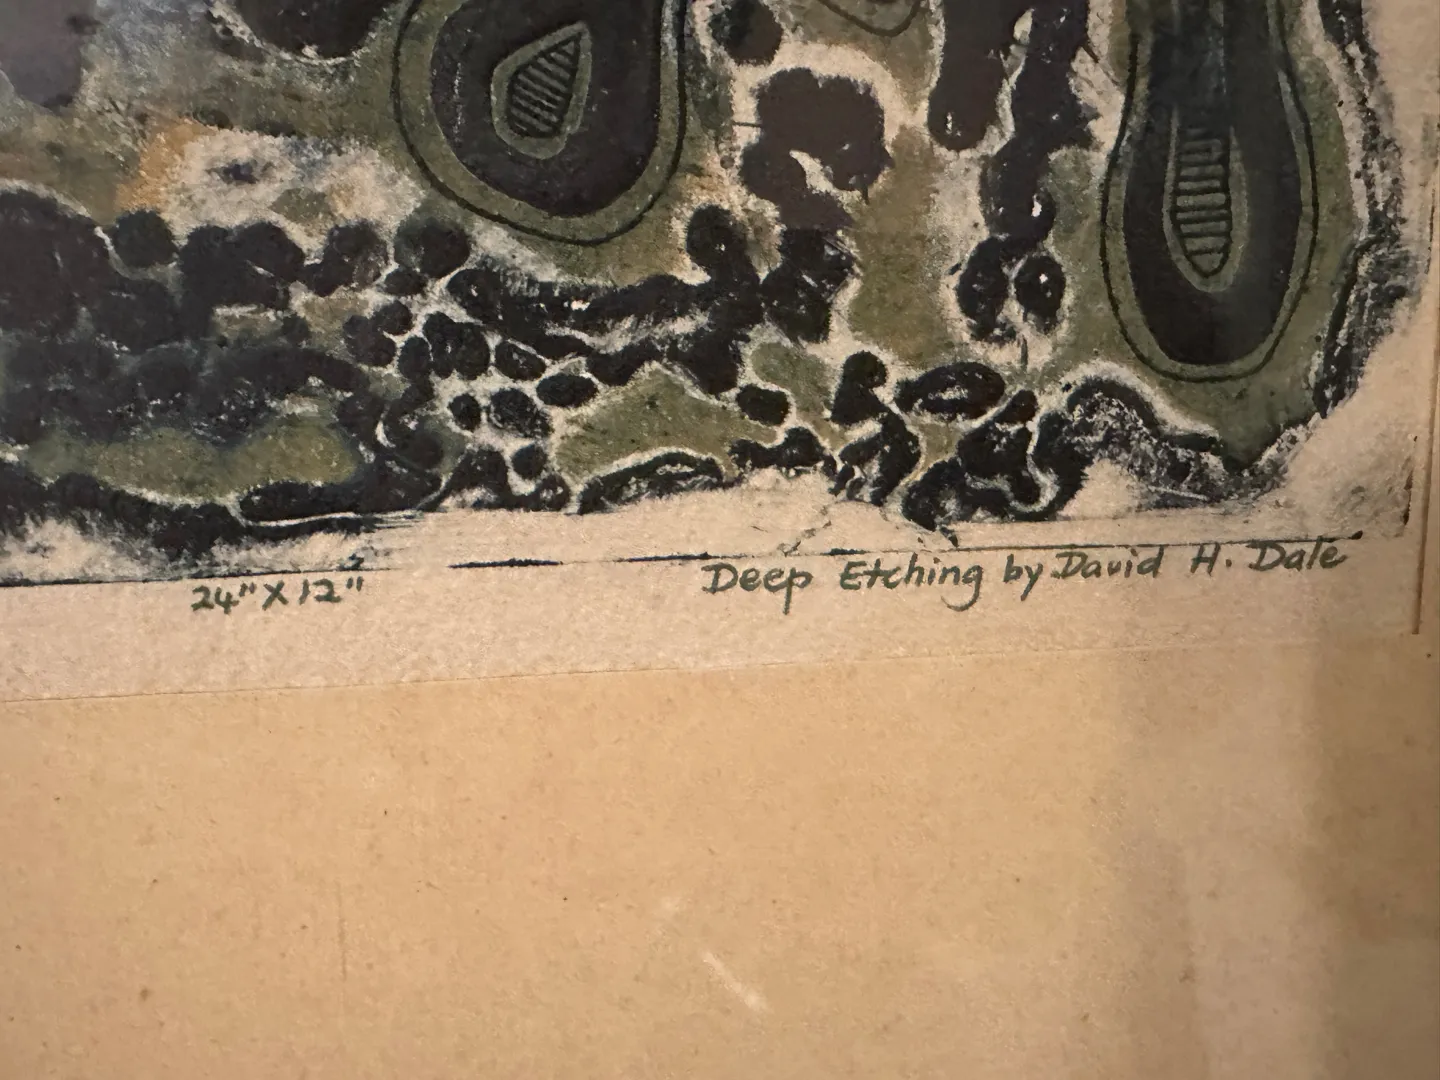 24" X 12"
Deep Etching by David H. Dale